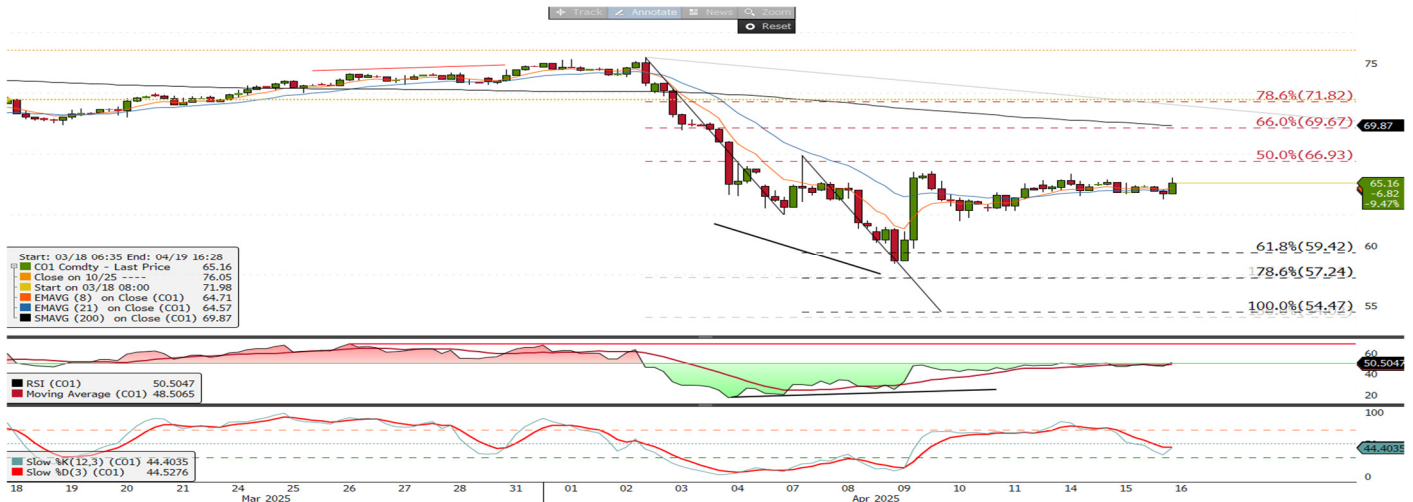 Track Annotate News Zoom
Reset
75
78.6%(71.82)
66.0%(69.67)
69.87
50.0%(66.93)
65.16
-6.82
-9.47%
61.8%(59.42)
60
78.6%(57.24)
100.0%(54.47)
55
Start: 03/18 06:35 End: 04/19 16:28
CO1 Comdty - Last Price 65.16
Close on 10/25 ---- 76.05
Start on 03/18 08:00 71.98
EMAVG (8) on Close (CO1) 64.71
EMAVG (21) on Close (CO1) 64.57
SMAVG (200) on Close (CO1) 69.87
60
50.5047
40
20
RSI (CO1) 50.5047
Moving Average (CO1) 48.5065
100
44.4035
0
Slow %K(12,3) (CO1) 44.4035
Slow %D(3) (CO1) 44.5276
18 19 20 21 24 25 26 27 28 31 01 02 03 04 07 08 09 10 11 14 15 16
Mar 2025 Apr 2025